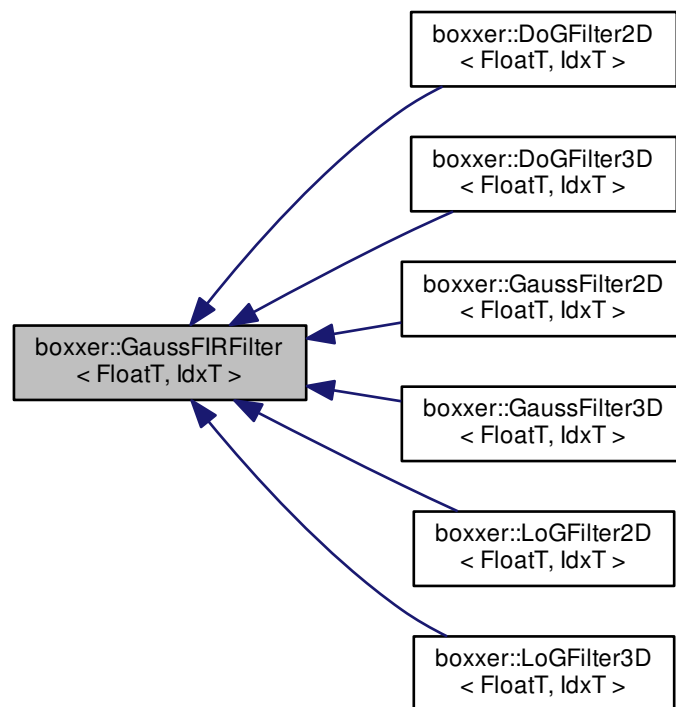 boxxer::DoGFilter2D
< FloatT, IdxT >
boxxer::DoGFilter3D
< FloatT, IdxT >
boxxer::GaussFilter2D
< FloatT, IdxT >
boxxer::GaussFIRFilter
< FloatT, IdxT >
boxxer::GaussFilter3D
< FloatT, IdxT >
boxxer::LoGFilter2D
< FloatT, IdxT >
boxxer::LoGFilter3D
< FloatT, IdxT >